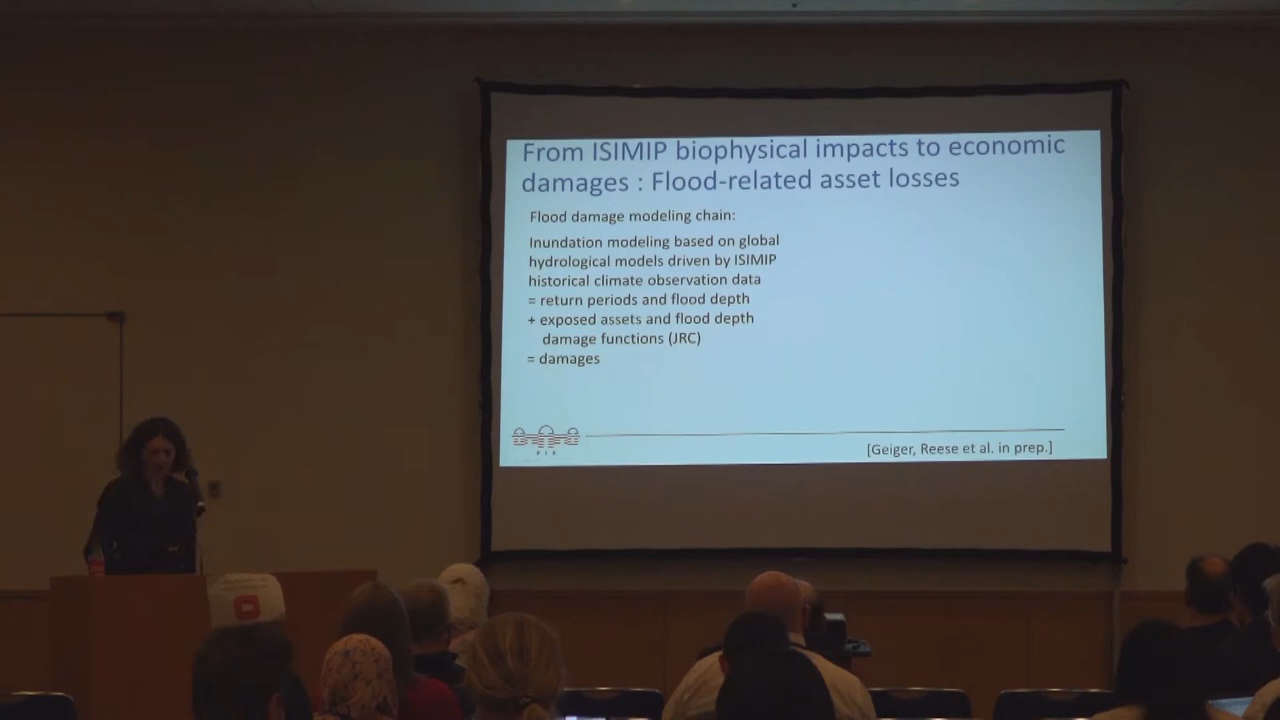 From ISIMIP biophysical impacts to economic
damages : Flood-related asset losses
Flood damage modeling chain:
Inundation modeling based on global
hydrological models driven by ISIMIP
historical climate observation data
= return periods and flood depth
+ exposed assets and flood depth
damage functions (JRC)
= damages
P I K
[Geiger, Reese et al. in prep.]